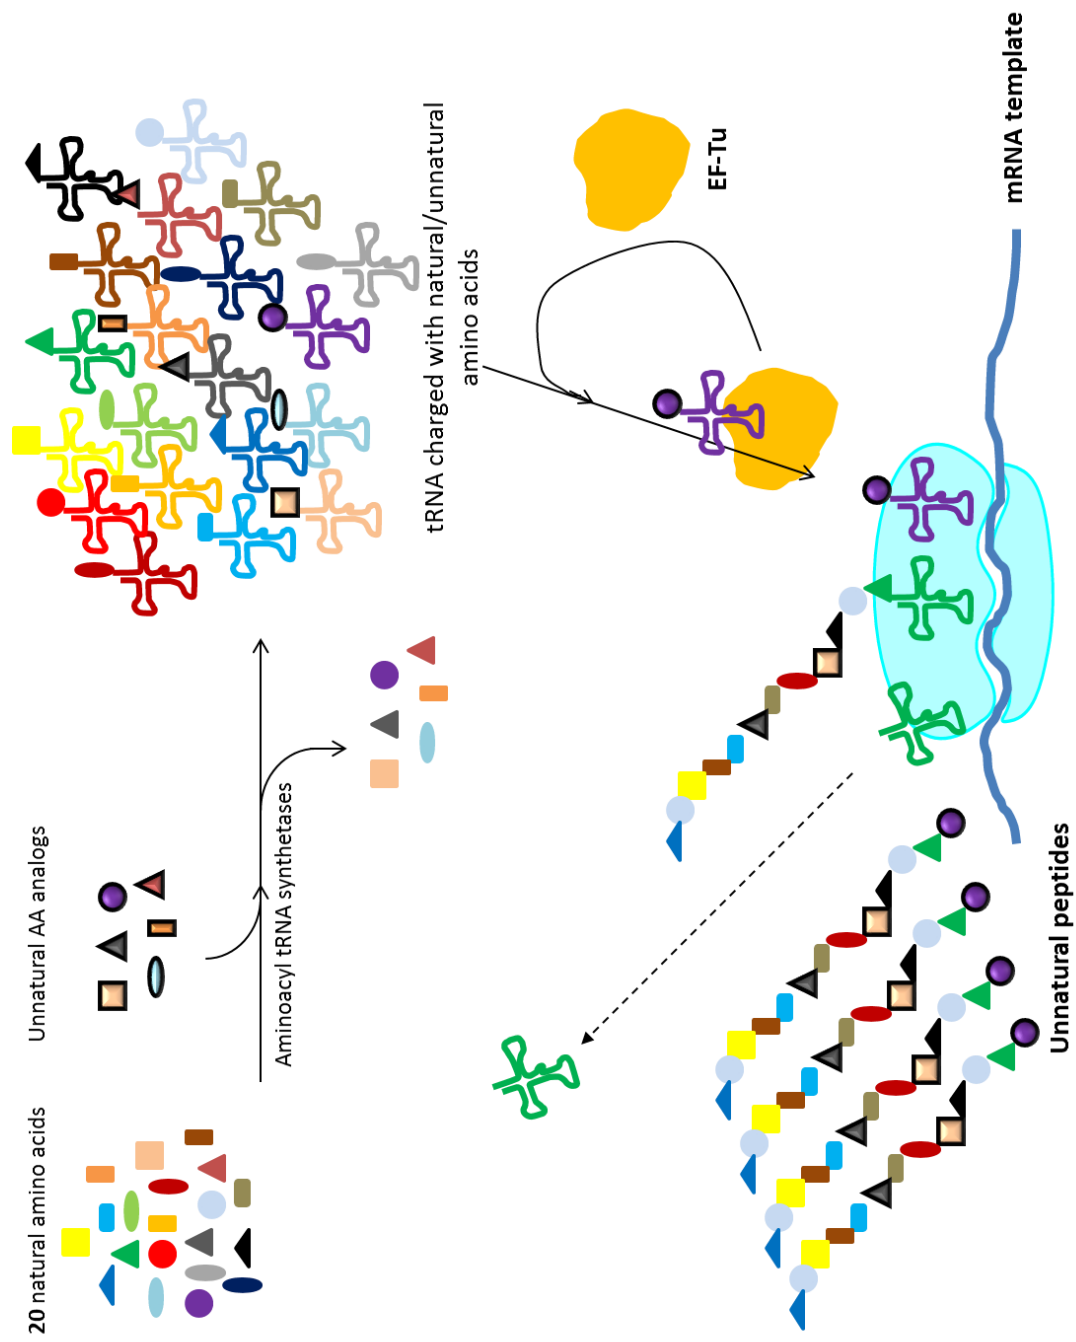 20 natural amino acids
Unnatural AA analogs
Aminoacyl tRNA synthetases
tRNA charged with natural/unnatural
amino acids
EF-Tu
mRNA template
Unnatural peptides